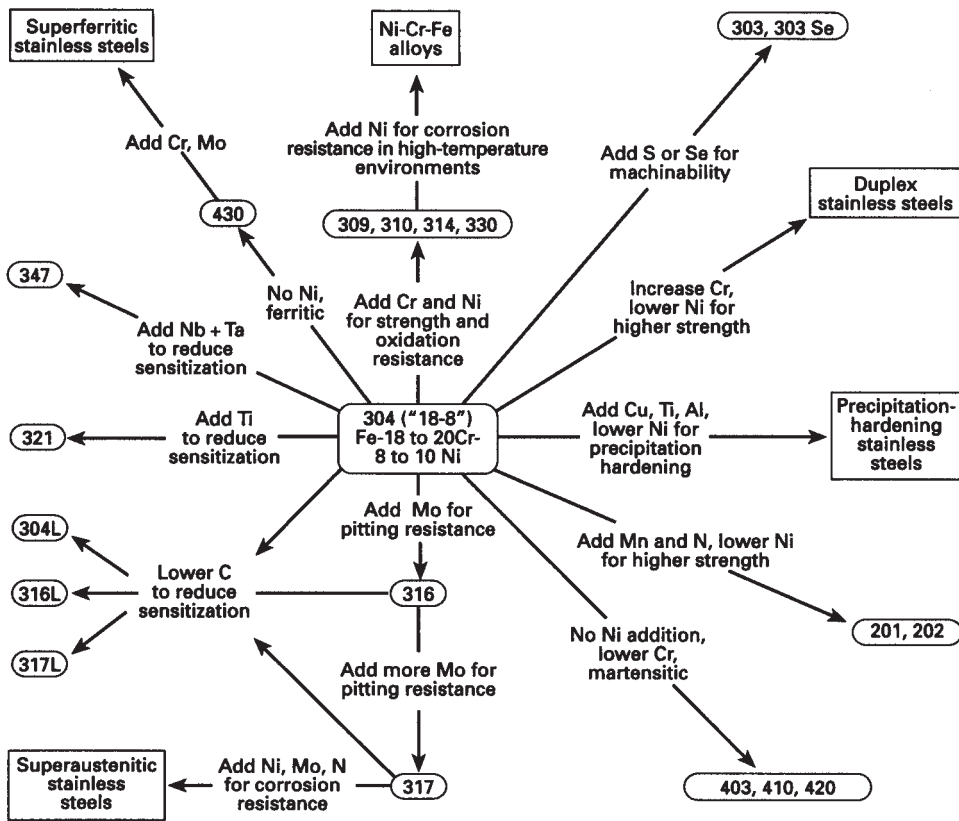 Superferritic
stainless steels
Ni-Cr-Fe
alloys
303, 303 Se
Add Cr, Mo
Add Ni for corrosion
resistance in high-temperature
environments
Add S or Se for
machinability
Duplex
stainless steels
430
309, 310, 314, 330
347
No Ni,
ferritic
Add Cr and Ni
for strength and
oxidation
resistance
Increase Cr,
lower Ni for
higher strength
Add Nb + Ta
to reduce
sensitization
304 ("18-8")
Fe-18 to 20Cr-
8 to 10 Ni
Add Cu, Ti, Al,
lower Ni for
precipitation
hardening
Precipitation-
hardening
stainless
steels
321
Add Ti
to reduce
sensitization
Add Mo for
pitting resistance
Add Mn and N, lower Ni
for higher strength
304L
316L
317L
Lower C
to reduce
sensitization
316
201, 202
No Ni addition,
lower Cr,
martensitic
Add more Mo for
pitting resistance
Superaustenitic
stainless
steels
Add Ni, Mo, N
for corrosion
resistance
317
403, 410, 420